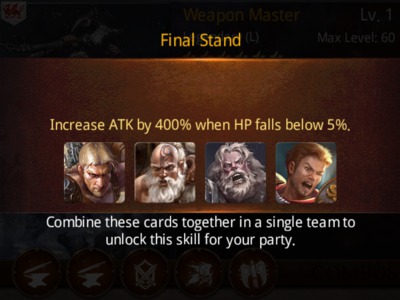 Weapon Master Lv. 1
Final Stand
(L) Max Level: 60
Increase ATK by 400% when HP falls below 5%.
Combine these cards together in a single team to
unlock this skill for your party.